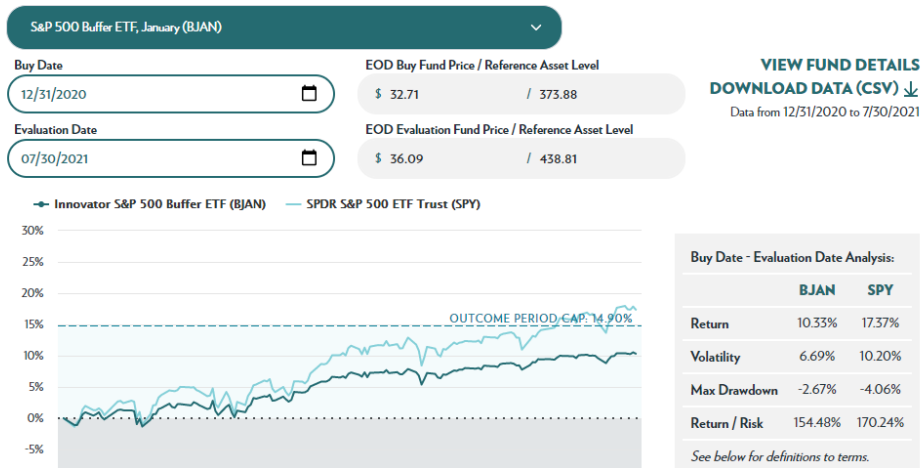 S&P 500 Buffer ETF, January (BJAN)
Buy Date
12/31/2020
EOD Buy Fund Price / Reference Asset Level
$ 32.71 / 373.88
VIEW FUND DETAILS
DOWNLOAD DATA (CSV)
Data from 12/31/2020 to 7/30/2021
Evaluation Date
07/30/2021
EOD Evaluation Fund Price / Reference Asset Level
$ 36.09 / 438.81
Innovator S&P 500 Buffer ETF (BJAN) SPDR S&P 500 ETF Trust (SPY)
30%
25%
20%
15%
10%
5%
0%
-5%
OUTCOME PERIOD CAP: 14.90%
Buy Date - Evaluation Date Analysis:
BJAN SPY
Return 10.33% 17.37%
Volatility 6.69% 10.20%
Max Drawdown -2.67% -4.06%
Return / Risk 154.48% 170.24%
See below for definitions to terms.